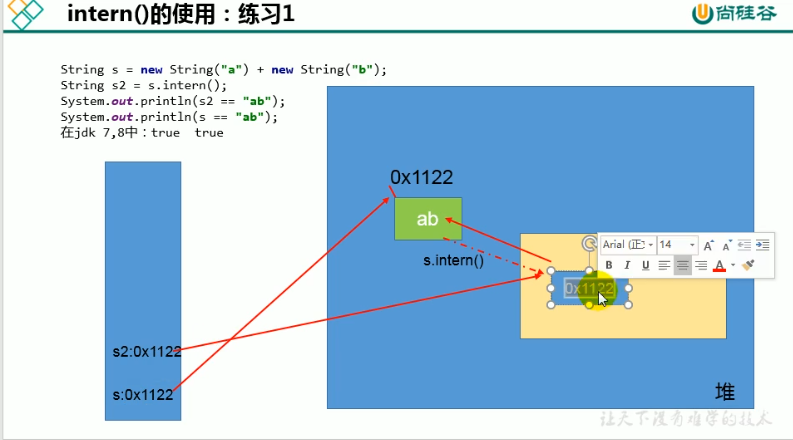 intern()的使用：练习1
尚硅谷
String s = new String("a") + new String("b");
String s2 = s.intern();
System.out.println(s2 == "ab");
System.out.println(s == "ab");
在jdk 7,8中：true  true
0x1122
ab
s.intern()
Arial (正文
14
A A
B I U A
0x1122
s2:0x1122
s:0x1122
堆
让天下没有难学的技术